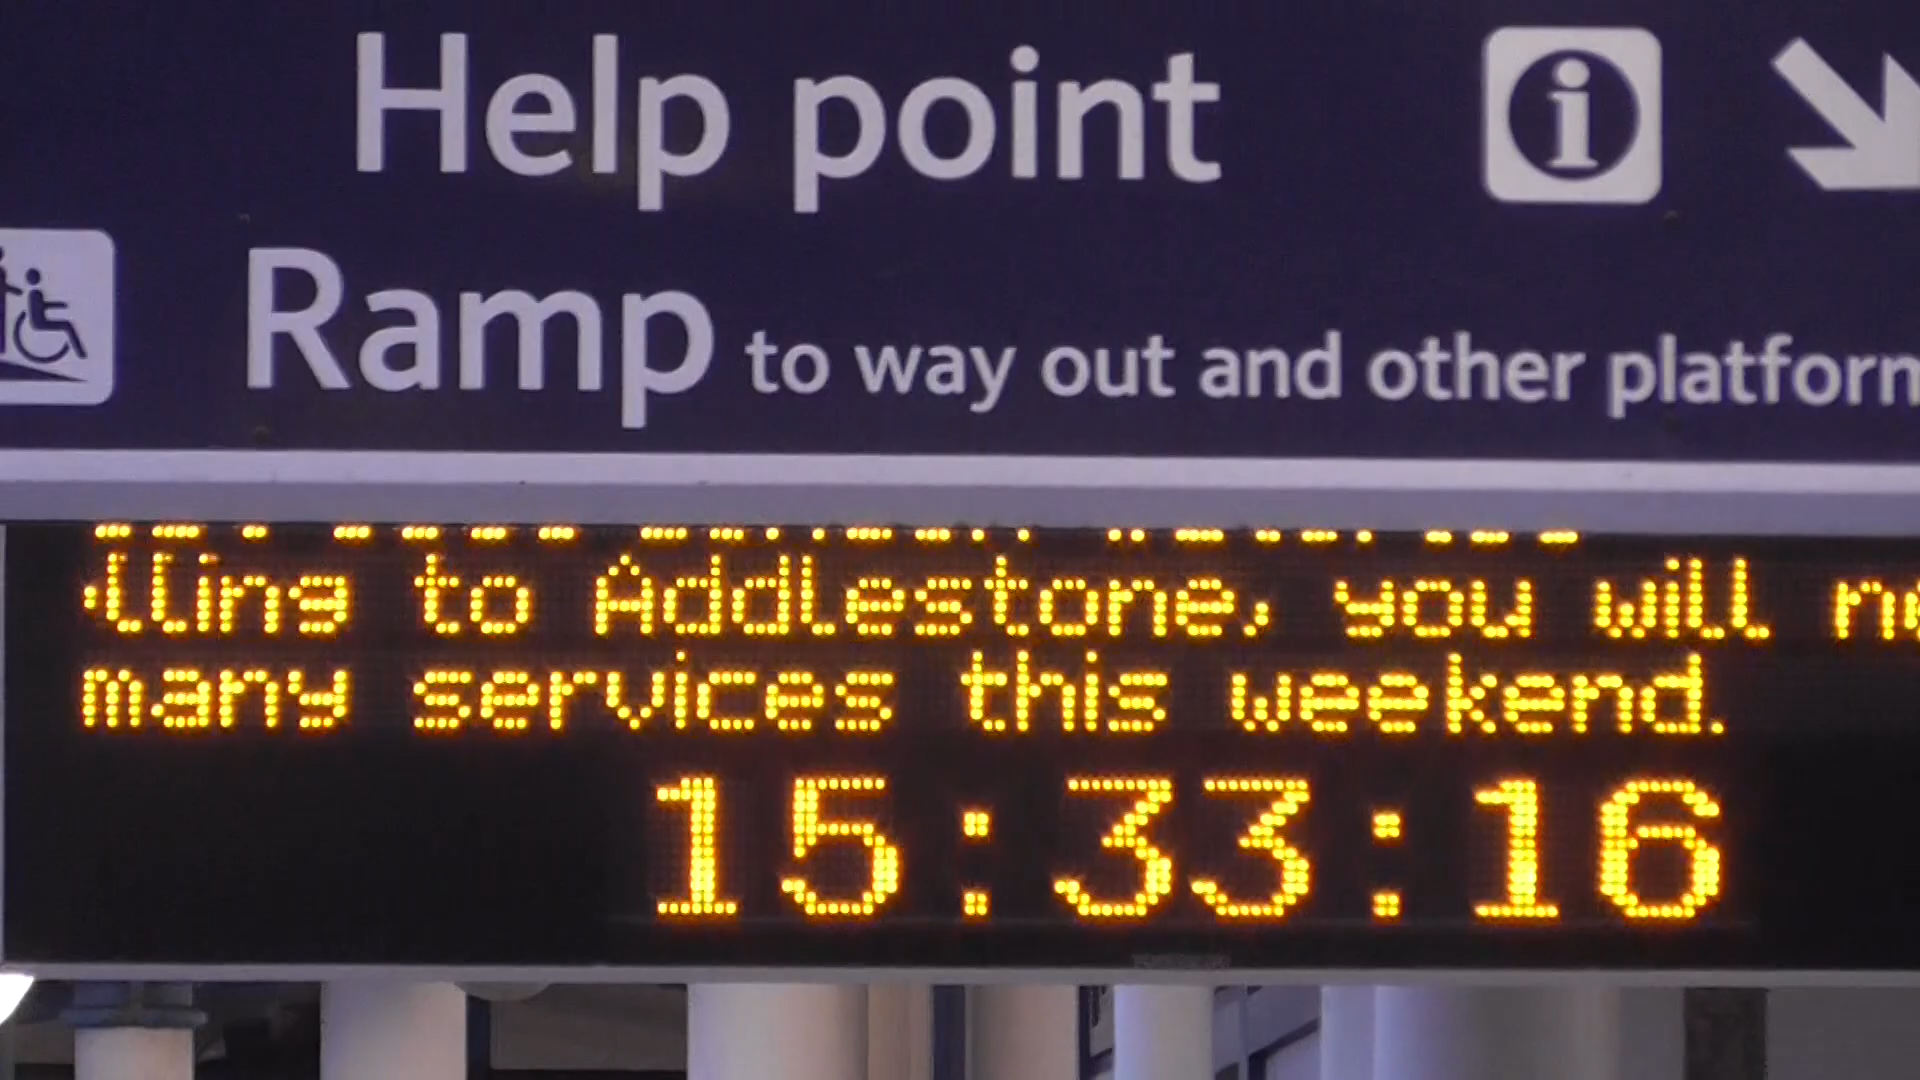 Help point i
Ramp to way out and other platform
lling to Addlestone, you will
many services this weekend.
15:33:16